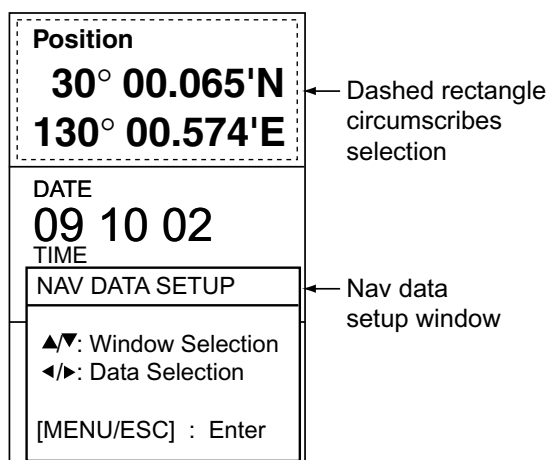 Position
30° 00.065'N
130° 00.574'E
Dashed rectangle
circumscribes
selection
DATE
09 10 02
TIME
NAV DATA SETUP
Nav data
setup window
▲/▼: Window Selection
◄/►: Data Selection
[MENU/ESC] : Enter